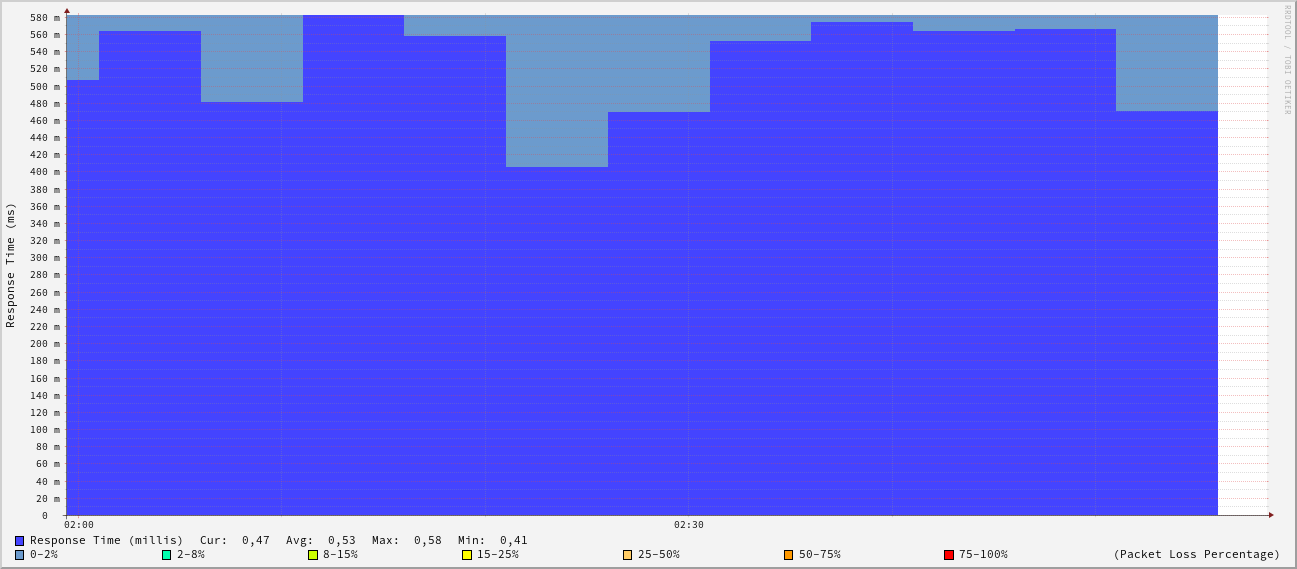 RRDTOOL / TOBI OETIKER
Response Time (ms)
580 m
560 m
540 m
520 m
500 m
480 m
460 m
440 m
420 m
400 m
380 m
360 m
340 m
320 m
300 m
280 m
260 m
240 m
220 m
200 m
180 m
160 m
140 m
120 m
100 m
80 m
60 m
40 m
20 m
0
02:00 02:30
Response Time (millis) Cur: 0,47 Avg: 0,53 Max: 0,58 Min: 0,41
0-2% 2-8% 8-15% 15-25% 25-50% 50-75% 75-100% (Packet Loss Percentage)